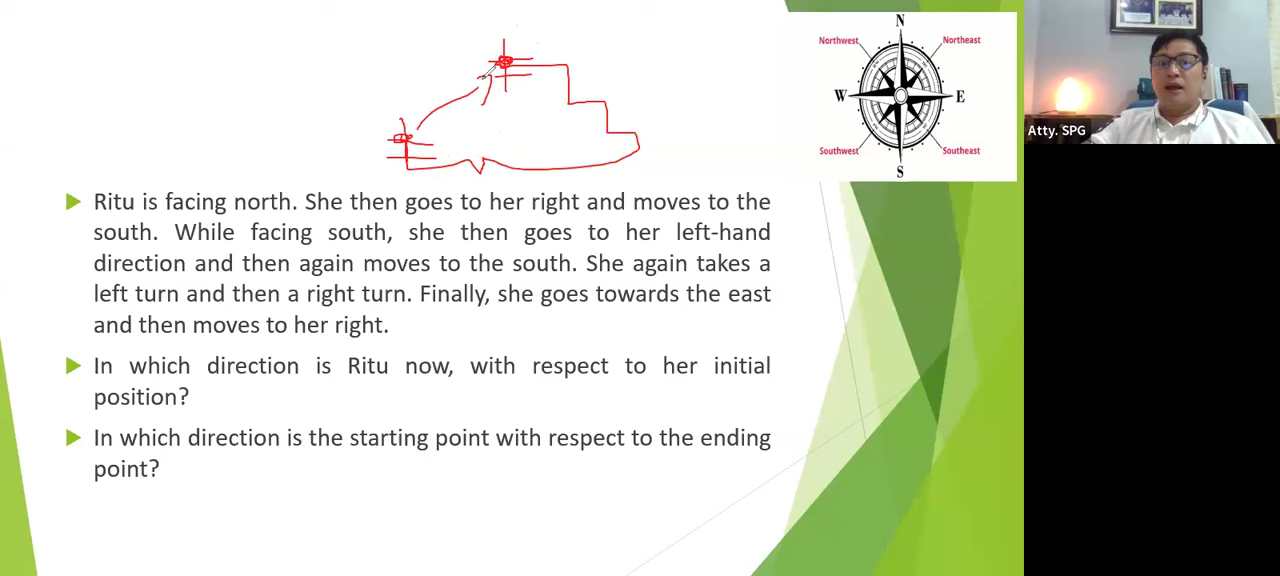 N
Northwest
Northeast
W
E
Southwest
Southeast
S
Atty. SPG
Ritu is facing north. She then goes to her right and moves to the
south. While facing south, she then goes to her left-hand
direction and then again moves to the south. She again takes a
left turn and then a right turn. Finally, she goes towards the east
and then moves to her right.
In which direction is Ritu now, with respect to her initial
position?
In which direction is the starting point with respect to the ending
point?